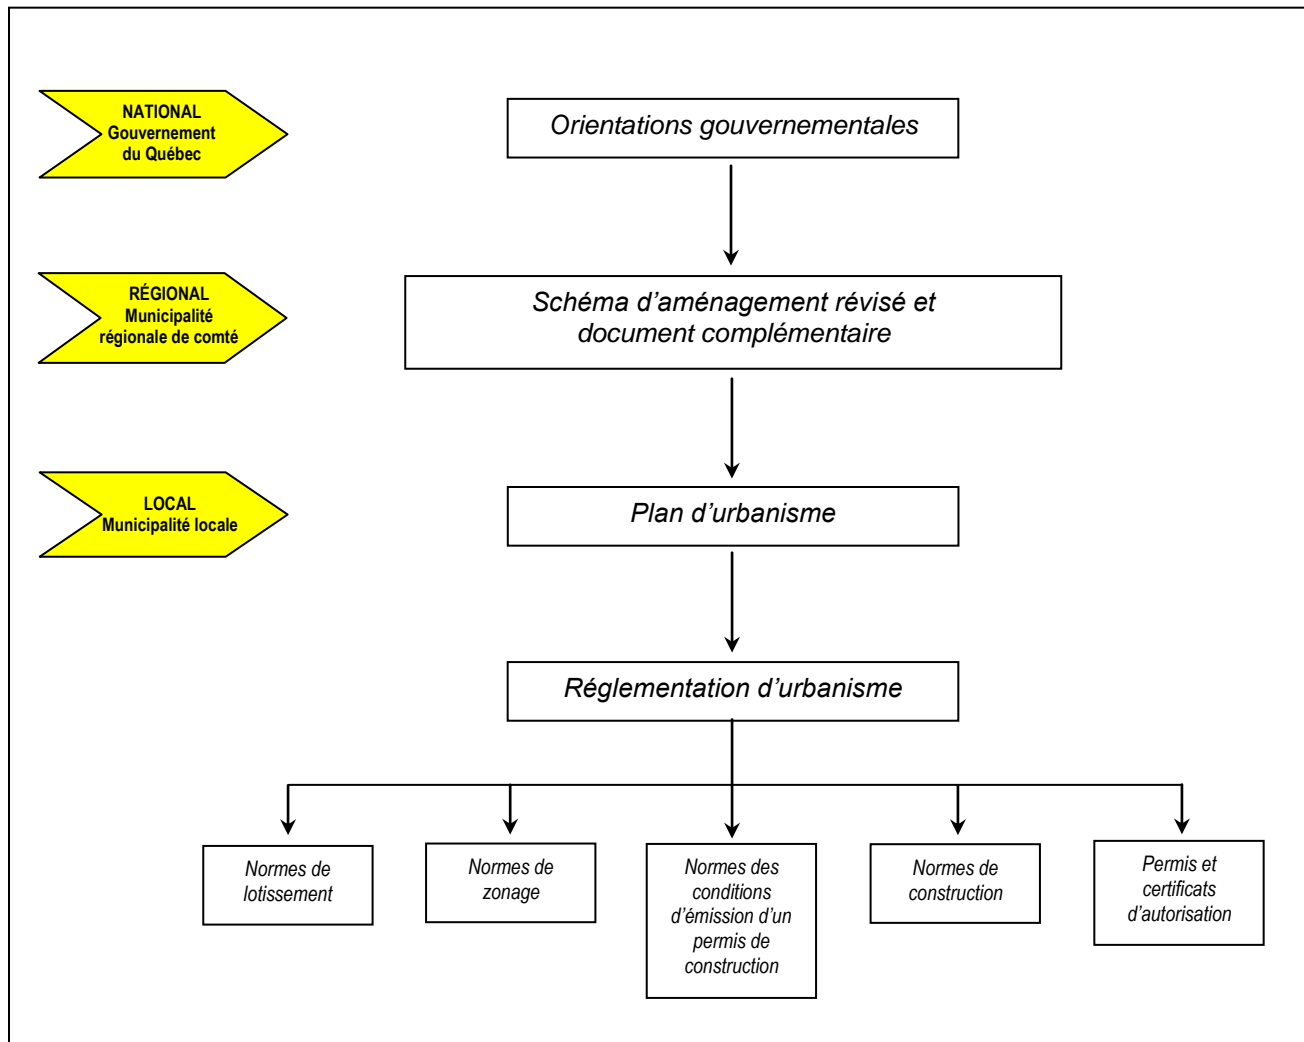 NATIONAL
Gouvernement
du Québec
Orientations gouvernementales
RÉGIONAL
Municipalité
régionale de comté
Schéma d’aménagement révisé et
document complémentaire
LOCAL
Municipalité locale
Plan d’urbanisme
Réglementation d’urbanisme
Normes de
lotissement
Normes de
zonage
Normes des
conditions
d’émission d’un
permis de
construction
Normes de
construction
Permis et
certificats
d’autorisation